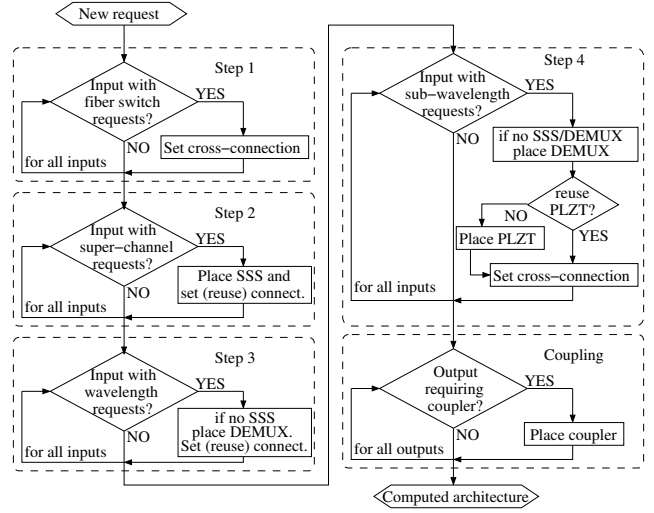 New request
Step 1
Input with
fiber switch
requests?
YES
Set cross-connection
NO
for all inputs
Step 2
Input with
super-channel
requests?
YES
Place SSS and
set (reuse) connect.
NO
for all inputs
Step 3
Input with
wavelength
requests?
YES
if no SSS
place DEMUX.
Set (reuse) connect.
NO
for all inputs
Step 4
Input with
sub-wavelength
requests?
YES
if no SSS/DEMUX
place DEMUX
NO
reuse
PLZT?
NO
Place PLZT
YES
Set cross-connection
for all inputs
Coupling
Output
requiring
coupler?
YES
Place coupler
NO
for all outputs
Computed architecture